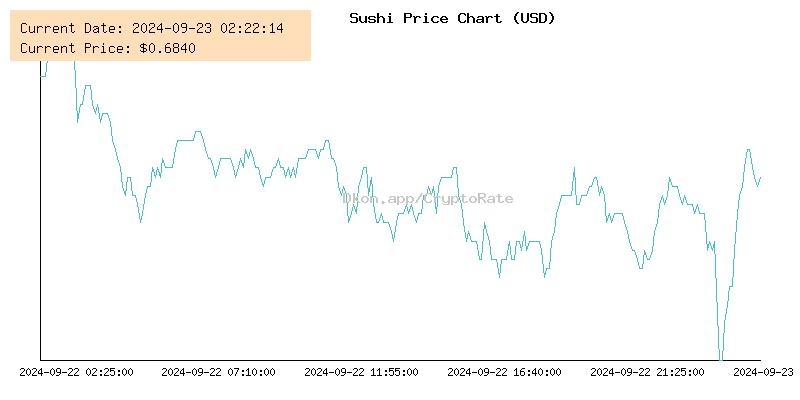 Sushi Price Chart (USD)
Current Date: 2024-09-23 02:22:14
Current Price: $0.6840
Dkon.app/CryptoRate
2024-09-22 02:25:00
2024-09-22 07:10:00
2024-09-22 11:55:00
2024-09-22 16:40:00
2024-09-22 21:25:00
2024-09-23